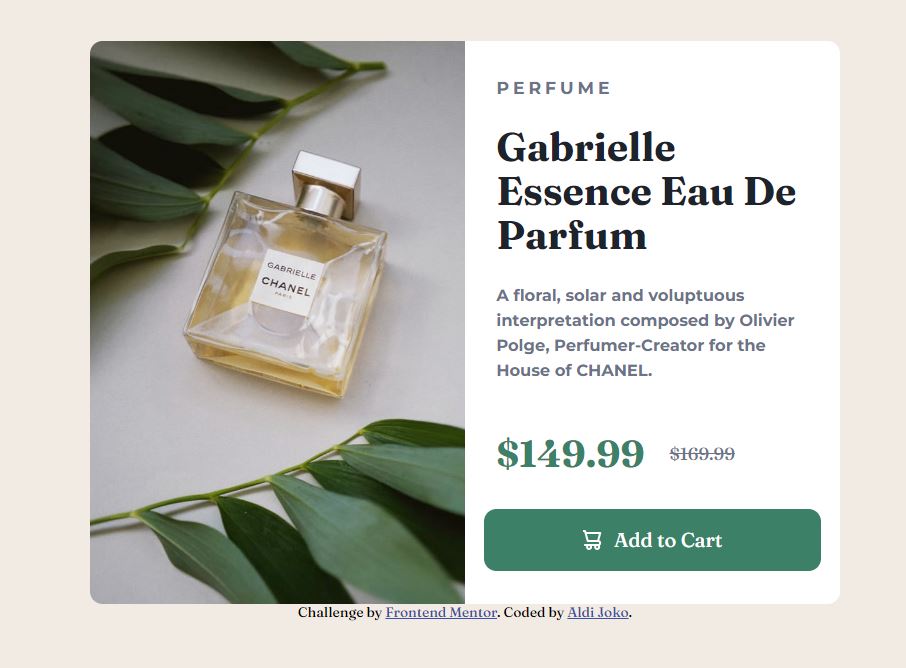 PERFUME
Gabrielle
Essence Eau De
Parfum
A floral, solar and voluptuous
interpretation composed by Olivier
Polge, Perfumer-Creator for the
House of CHANEL.
$149.99 $169.99
Add to Cart
GABRIELLE
CHANEL
PARIS
Challenge by Frontend Mentor. Coded by Aldi Joko.